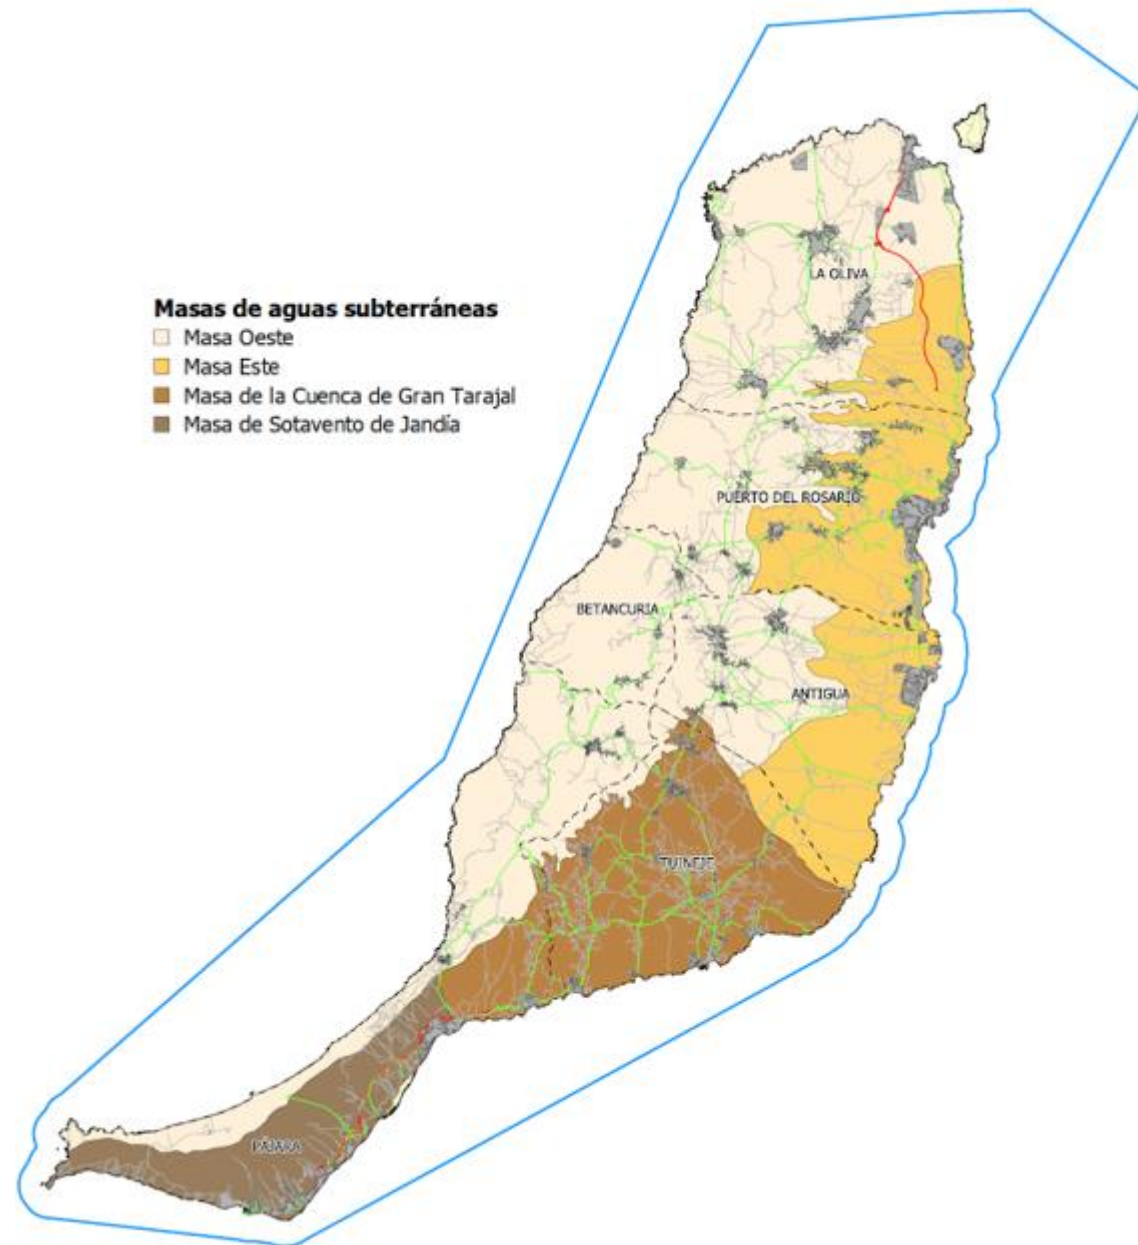 LA OLIVA
Masas de aguas subterráneas
Masa Oeste
Masa Este
Masa de la Cuenca de Gran Tarajal
Masa de Sotavento de Jandía
PUERTO DEL ROSARIO
BETANCURIA
ANTIGUA
TUINEJE
PÁJARA